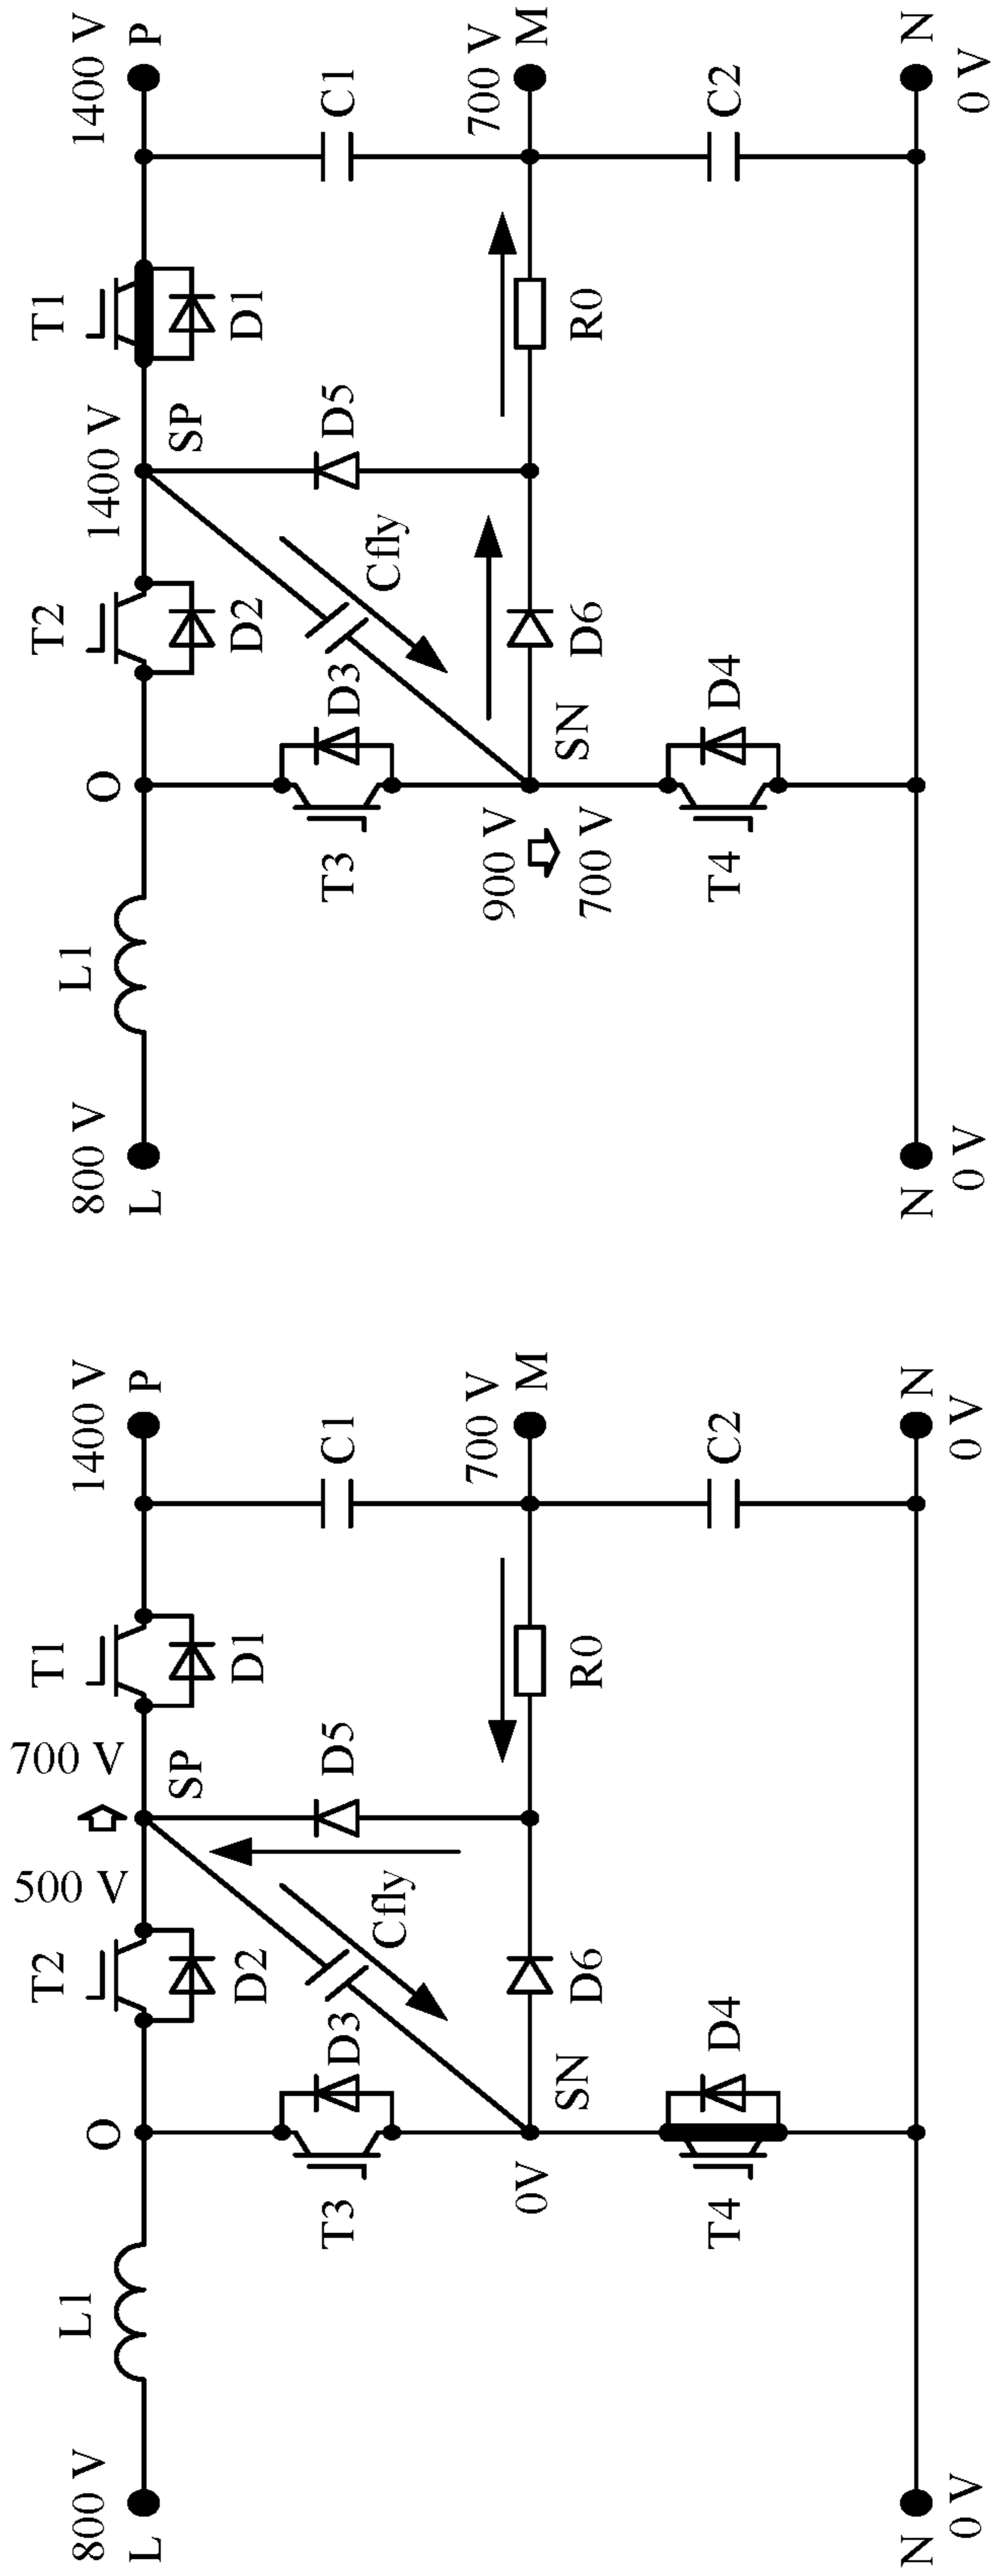 800 V
L
L1
O
T2
D2
500 V
700 V
SP
T1
D1
1400 V
P
T3
D3
Cfly
D5
C1
0V
SN
D6
R0
700 V
M
T4
D4
C2
N
0 V
N
0 V
800 V
L
L1
O
T2
D2
1400 V
SP
T1
D1
1400 V
P
T3
D3
Cfly
D5
C1
900 V
700 V
SN
D6
R0
700 V
M
T4
D4
C2
N
0 V
N
0 V